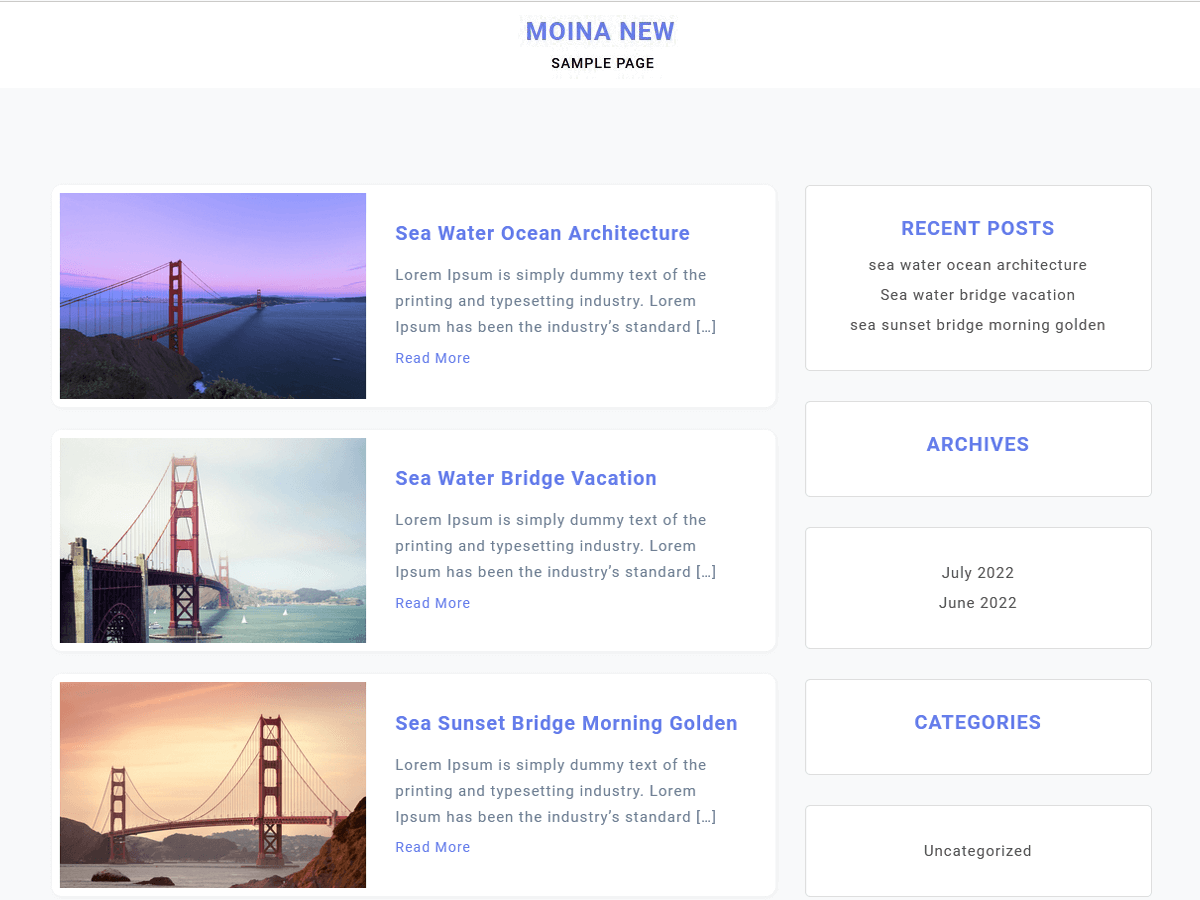 MOINA NEW
SAMPLE PAGE
Sea Water Ocean Architecture
Lorem Ipsum is simply dummy text of the
printing and typesetting industry. Lorem
Ipsum has been the industry’s standard […]
Read More
Sea Water Bridge Vacation
Lorem Ipsum is simply dummy text of the
printing and typesetting industry. Lorem
Ipsum has been the industry’s standard […]
Read More
Sea Sunset Bridge Morning Golden
Lorem Ipsum is simply dummy text of the
printing and typesetting industry. Lorem
Ipsum has been the industry’s standard […]
Read More
RECENT POSTS
sea water ocean architecture
Sea water bridge vacation
sea sunset bridge morning golden
ARCHIVES
July 2022
June 2022
CATEGORIES
Uncategorized